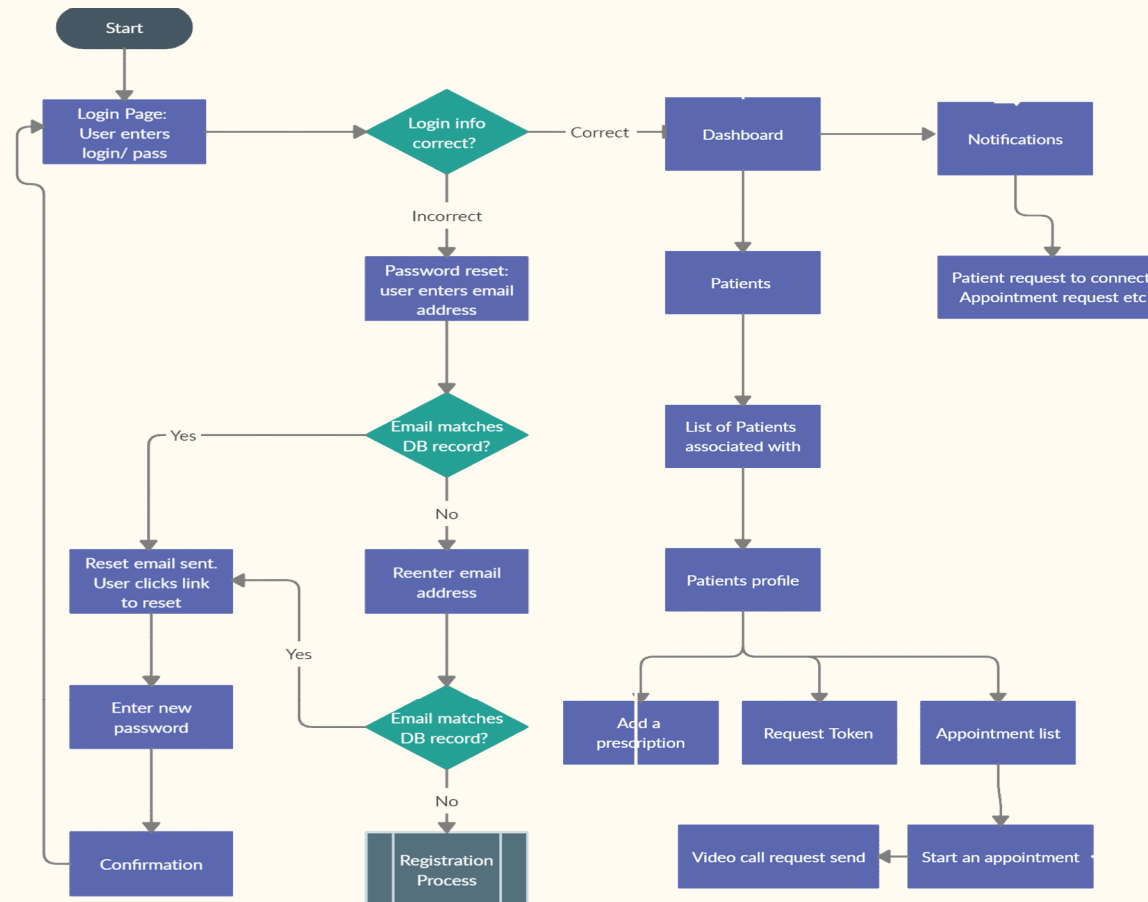 Start
Login Page:
User enters
login/ pass
Login info
correct?
Correct
Dashboard
Notifications
Incorrect
Password reset:
user enters email
address
Patients
Patient request to connect
Appointment request etc
Email matches
DB record?
Yes
List of Patients
associated with
No
Reset email sent.
User clicks link
to reset
Reenter email
address
Patients profile
Yes
Enter new
password
Email matches
DB record?
Add a
prescription
Request Token
Appointment list
No
Confirmation
Registration
Process
Video call request send
Start an appointment